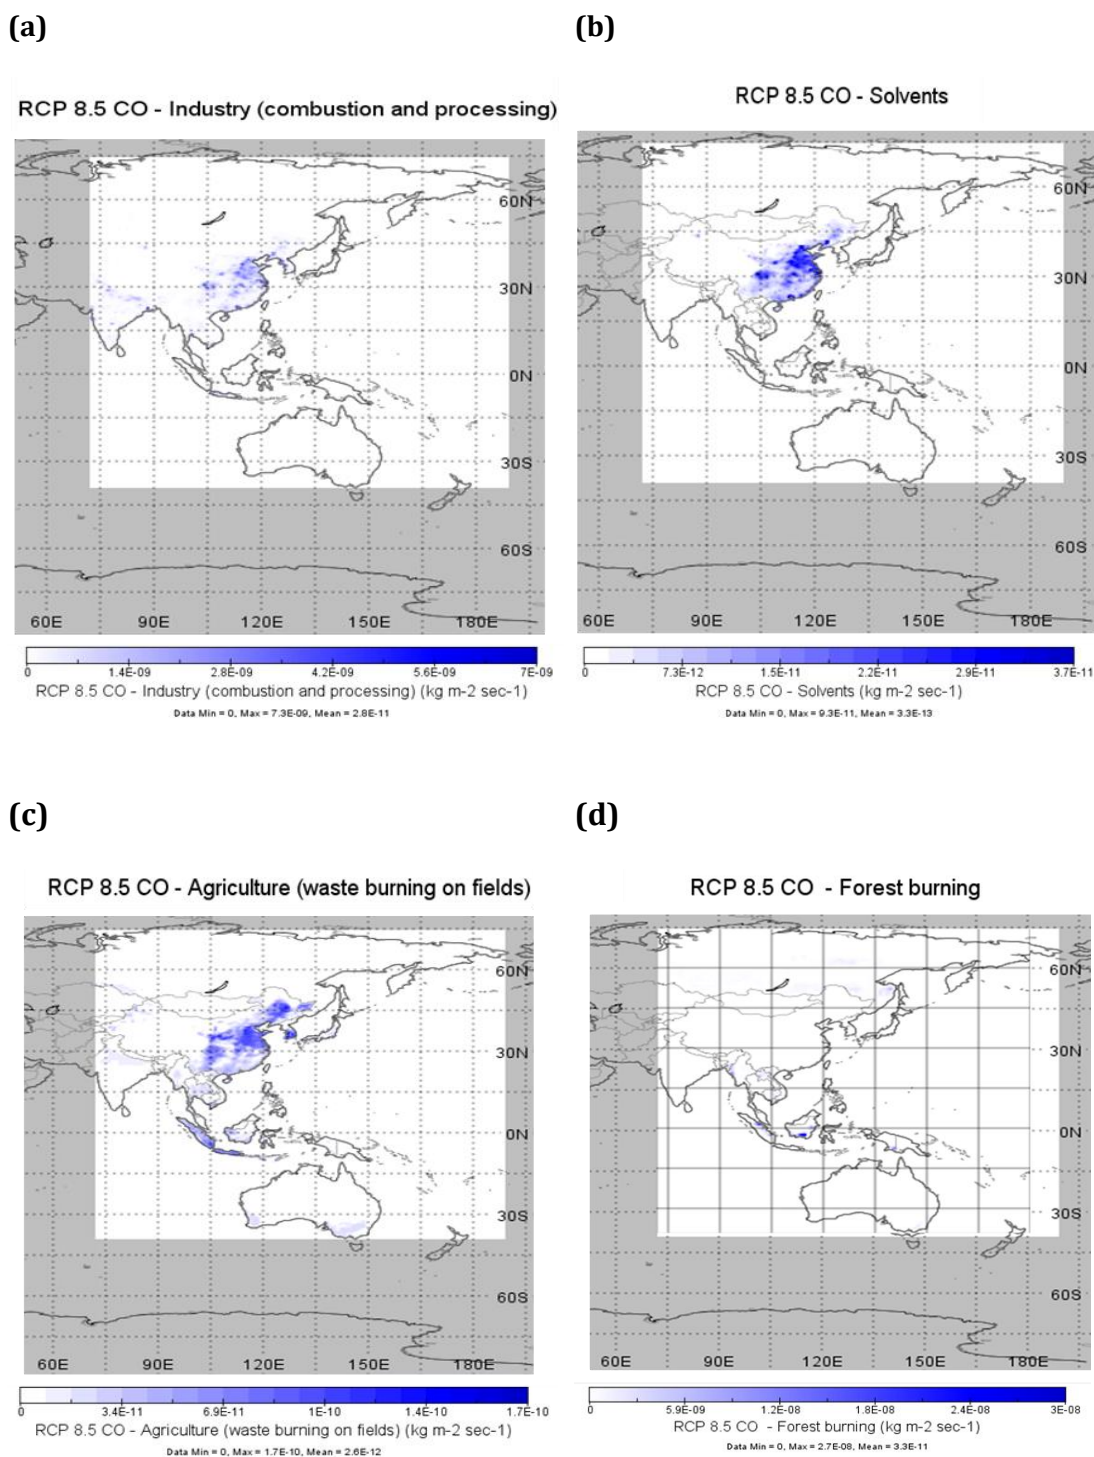 (a)
RCP 8.5 CO - Industry (combustion and processing)
60N
30N
0N
30S
60S
60E 90E 120E 150E 180E
0 1.4E-09 2.8E-09 4.2E-09 5.6E-09 7E-09
RCP 8.5 CO - Industry (combustion and processing) (kg m-2 sec-1)
Data Min = 0, Max = 7.3E-09, Mean = 2.8E-11
(b)
RCP 8.5 CO - Solvents
60N
30N
0N
30S
60S
60E 90E 120E 150E 180E
0 7.3E-12 1.5E-11 2.2E-11 2.9E-11 3.7E-11
RCP 8.5 CO - Solvents (kg m-2 sec-1)
Data Min = 0, Max = 9.3E-11, Mean = 3.3E-13
(c)
RCP 8.5 CO - Agriculture (waste burning on fields)
60N
30N
0N
30S
60S
60E 90E 120E 150E 180E
0 3.4E-11 6.9E-11 1E-10 1.4E-10 1.7E-10
RCP 8.5 CO - Agriculture (waste burning on fields) (kg m-2 sec-1)
Data Min = 0, Max = 1.7E-10, Mean = 2.6E-12
(d)
RCP 8.5 CO - Forest burning
60N
30N
0N
30S
60S
60E 90E 120E 150E 180E
0 5.9E-09 1.2E-08 1.8E-08 2.4E-08 3E-08
RCP 8.5 CO - Forest burning (kg m-2 sec-1)
Data Min = 0, Max = 2.7E-08, Mean = 3.3E-11